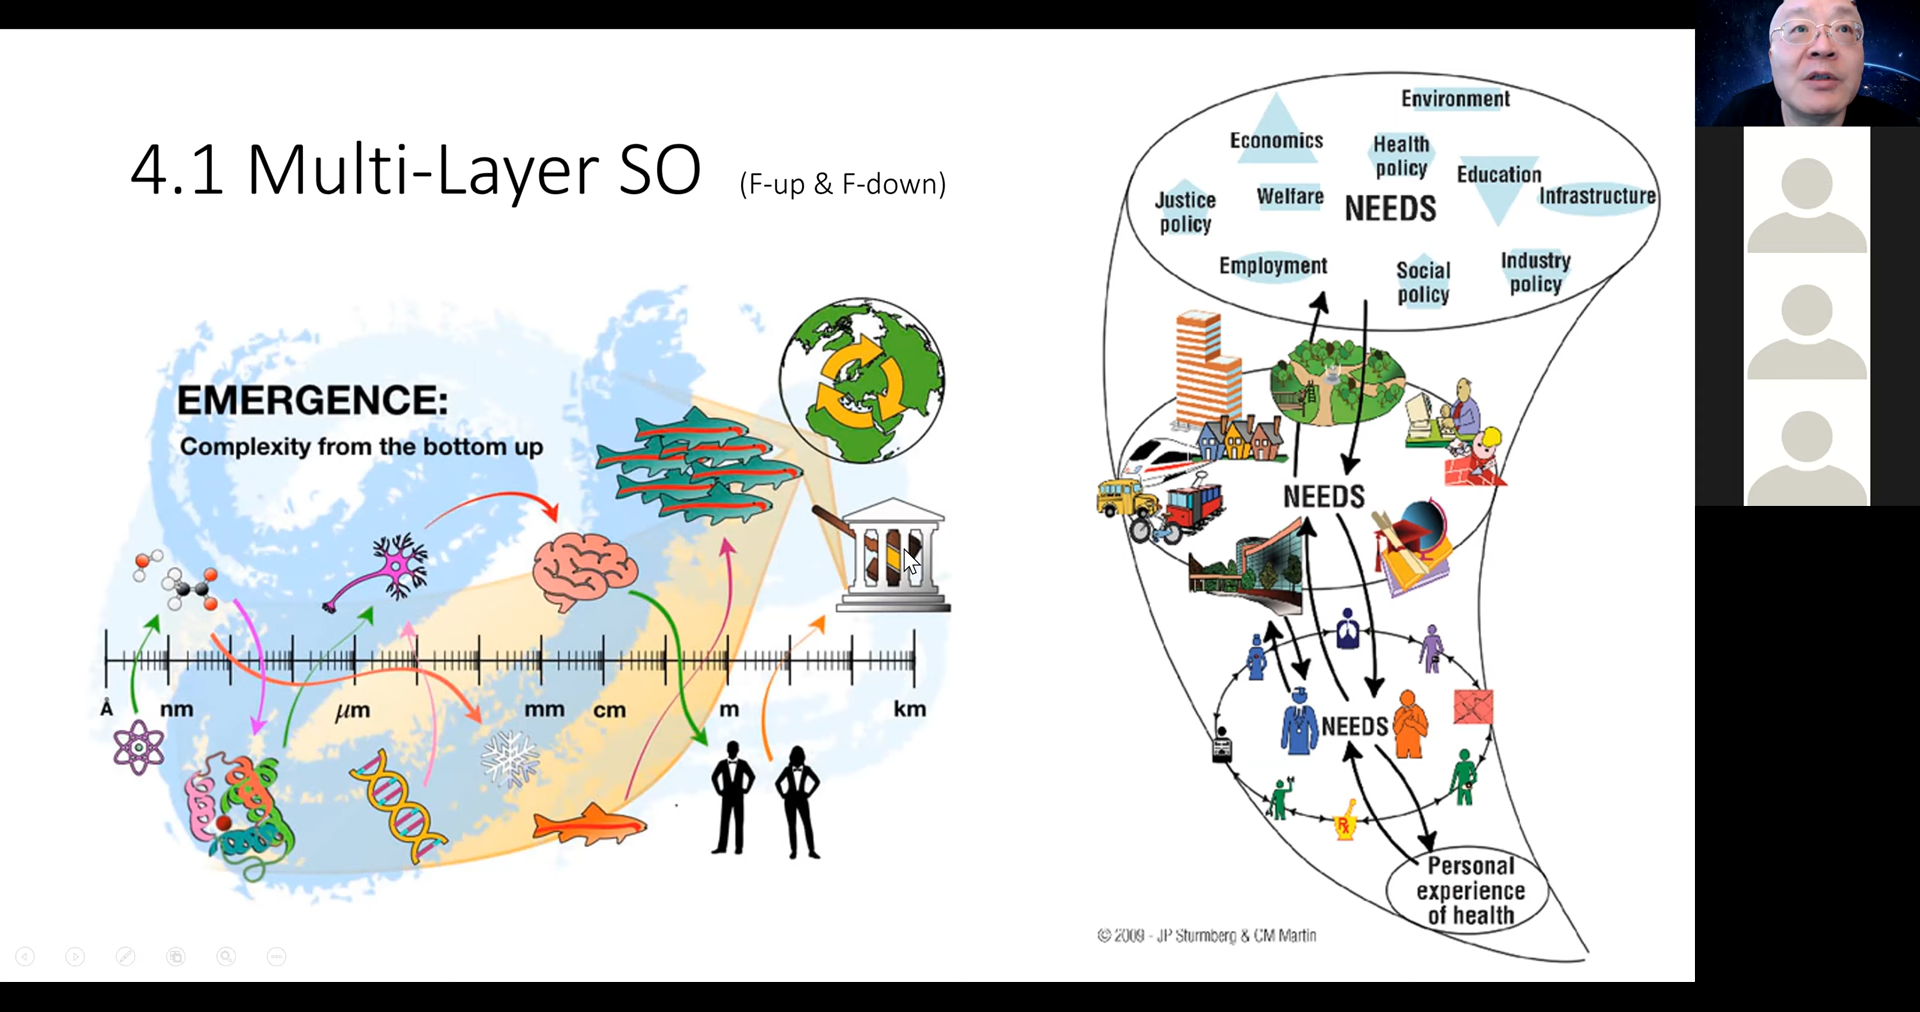 4.1 Multi-Layer SO (F-up & F-down)
EMERGENCE:
Complexity from the bottom up
Å nm μm mm cm m km
Environment
Economics
Health
policy
Education
Infrastructure
Justice
policy
Welfare
NEEDS
Employment
Social
policy
Industry
policy
NEEDS
NEEDS
Rx
Personal
experience
of health
© 2009 - JP Sturmberg & CM Martin